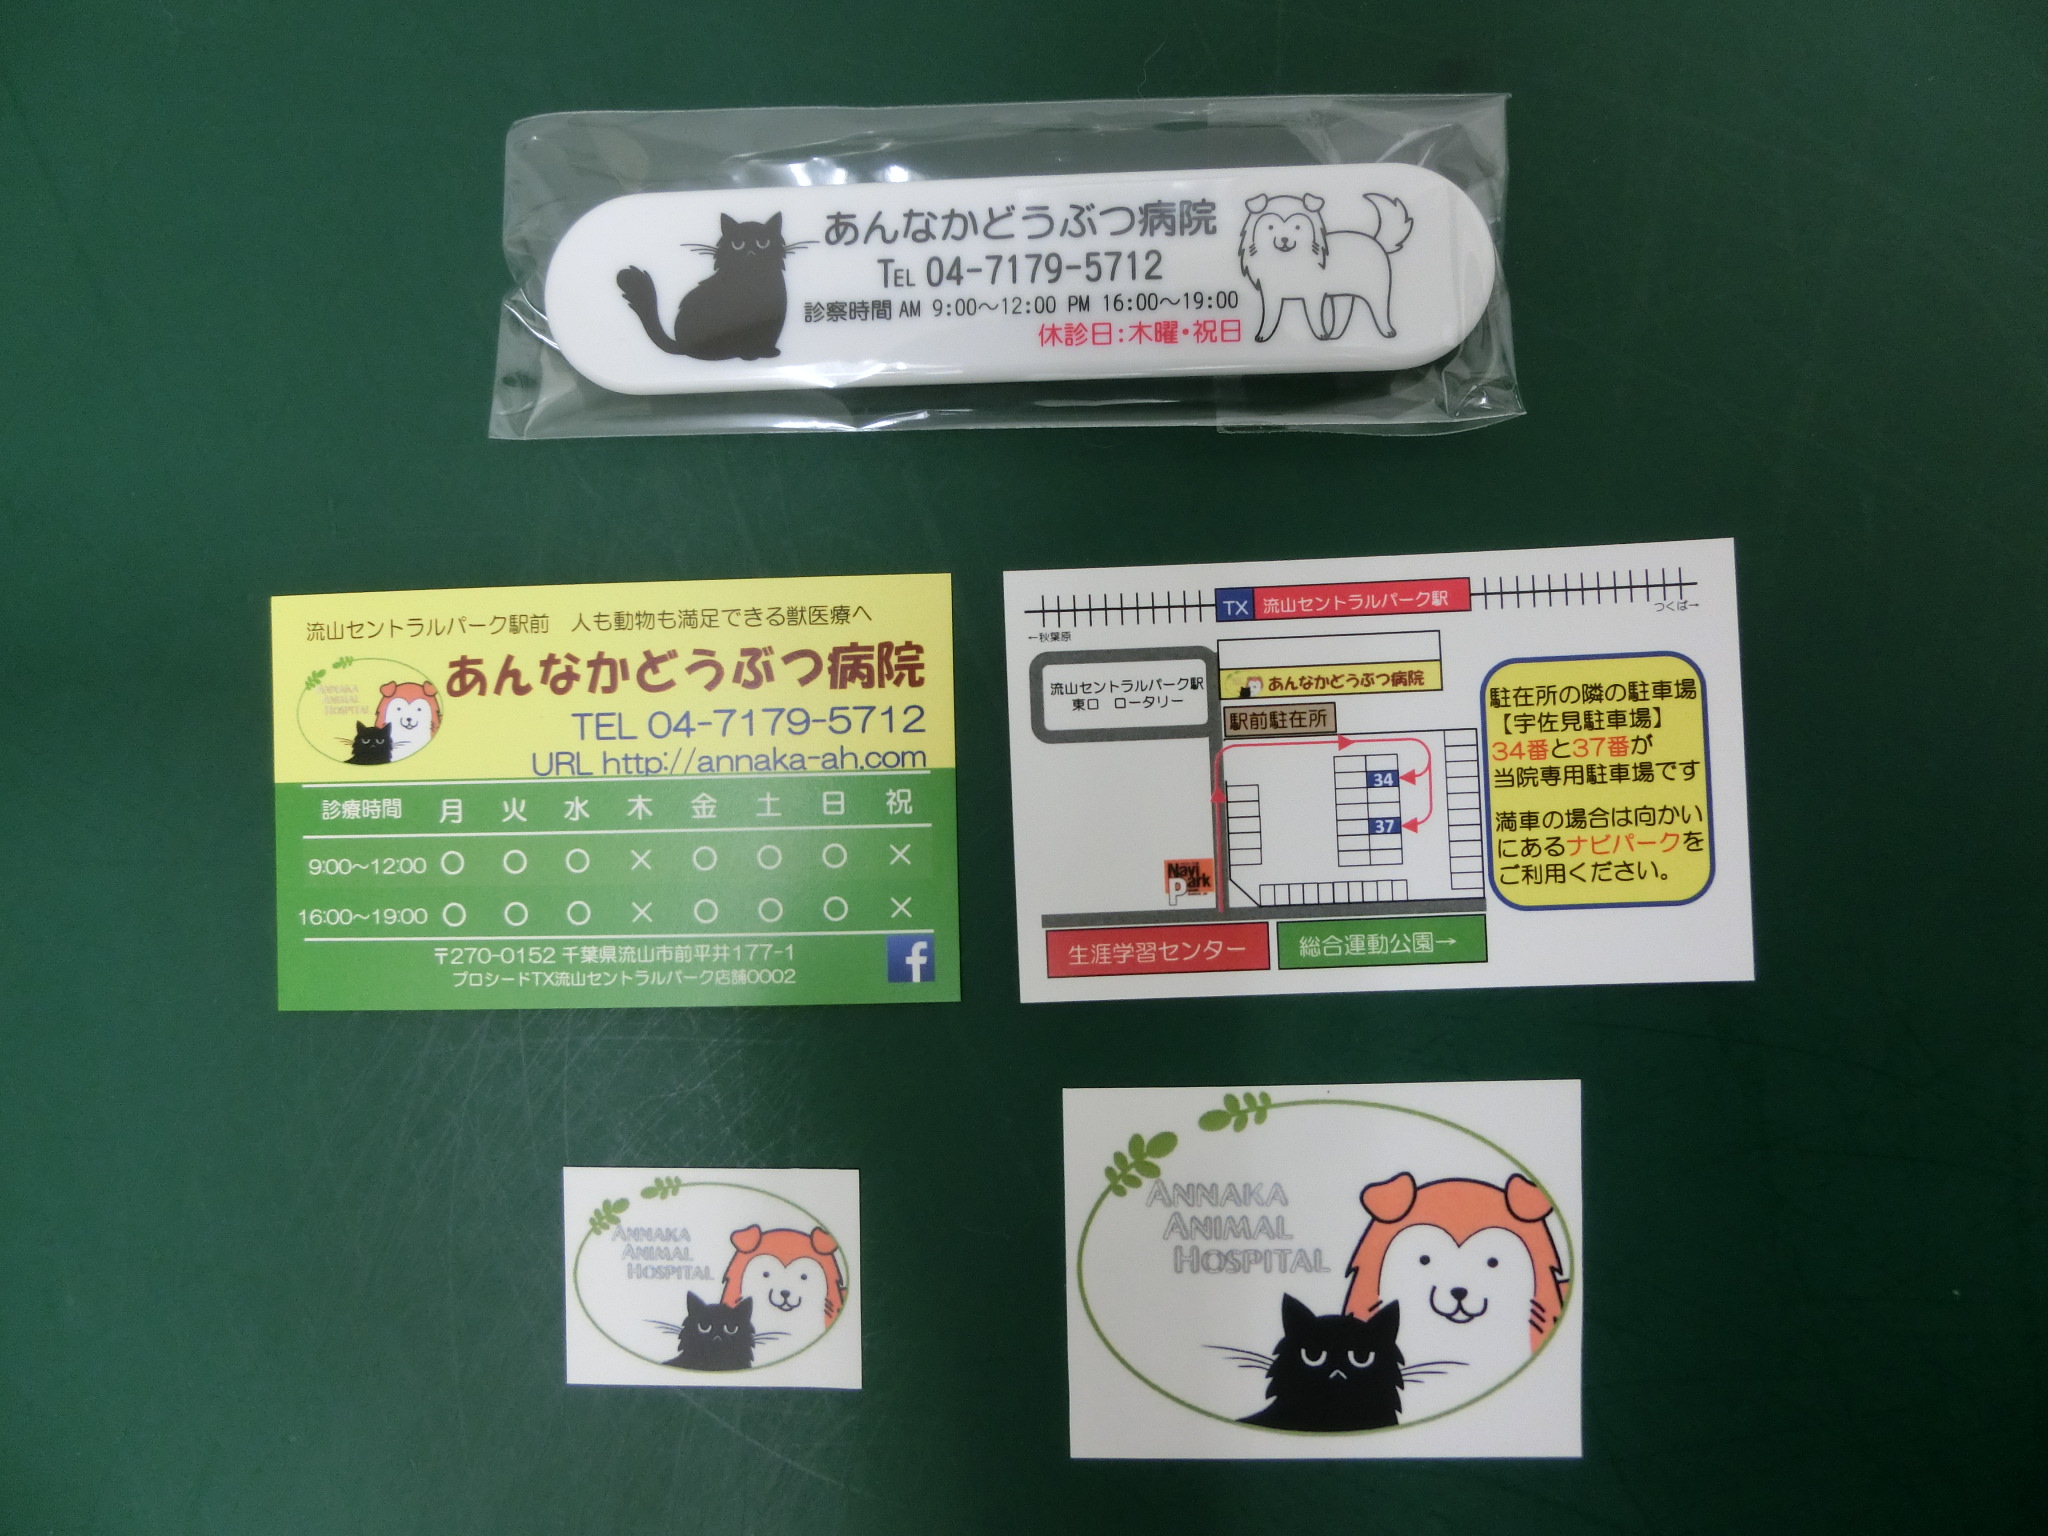 あんなかどうぶつ病院
TEL 04-7179-5712
診察時間 AM 9:00～12:00 PM 16:00～19:00
休診日:木曜・祝日
流山セントラルパーク駅前 人も動物も満足できる獣医療へ
ANNAKA
ANIMAL
HOSPITAL
あんなかどうぶつ病院
TEL 04-7179-5712
URL http://annaka-ah.com
診療時間 月 火 水 木 金 土 日 祝
9:00～12:00 ○ ○ ○ × ○ ○ ○ ×
16:00～19:00 ○ ○ ○ × ○ ○ ○ ×
〒270-0152 千葉県流山市前平井177-1
プロシードTX流山セントラルパーク店舗0002
f
TX 流山セントラルパーク駅
←秋葉原
つくば→
流山セントラルパーク駅
東口 ロータリー
あんなかどうぶつ病院
駅前駐在所
34
37
Navi
Park
生涯学習センター
総合運動公園→
駐在所の隣の駐車場
【宇佐見駐車場】
34番と37番が
当院専用駐車場です
満車の場合は向かい
にあるナビパークを
ご利用ください。
ANNAKA
ANIMAL
HOSPITAL
ANNAKA
ANIMAL
HOSPITAL